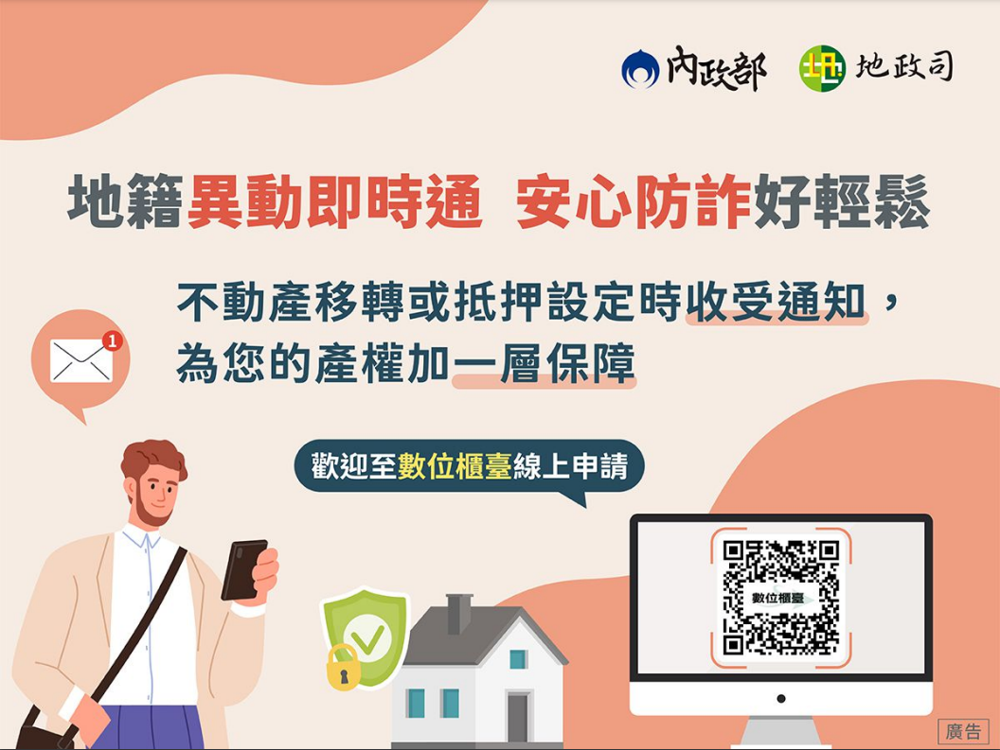 內政部 地政司
地籍異動即時通 安心防詐好輕鬆
不動產移轉或抵押設定時收受通知，
為您的產權加一層保障
1
歡迎至數位櫃臺線上申請
數位櫃臺
廣告